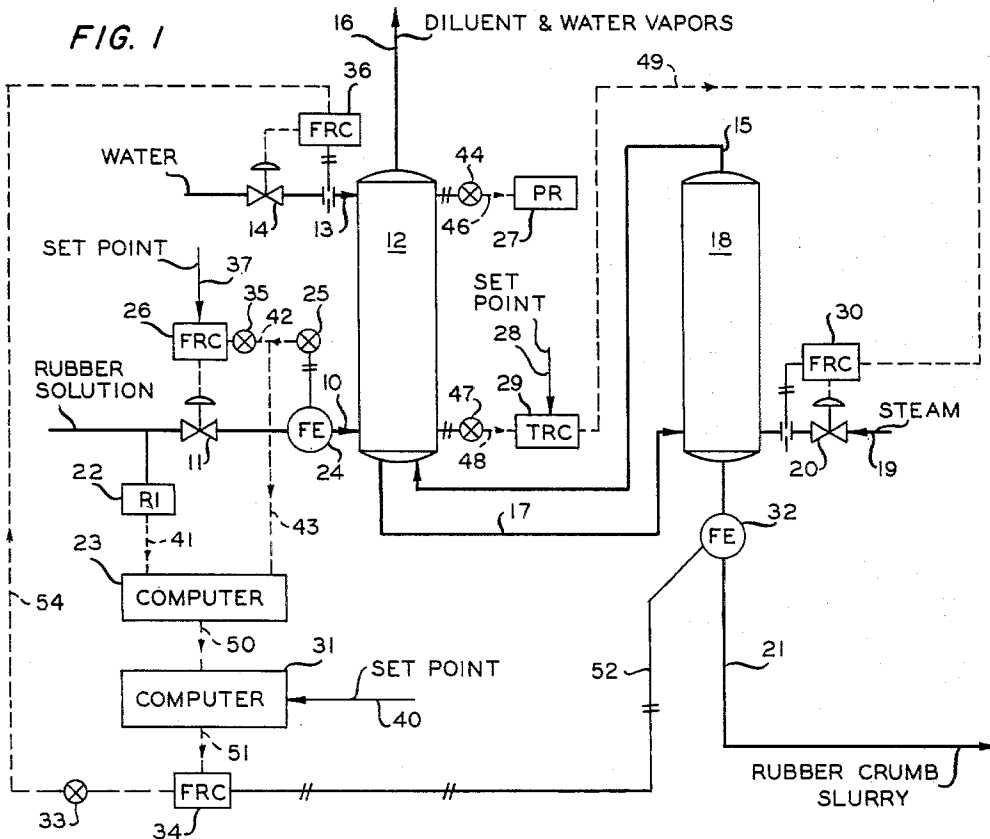 FIG. 1
16
DILUENT & WATER VAPORS
36
FRC
49
WATER
14
13
44
PR
46
27
15
12
18
SET POINT
37
SET POINT
28
26
FRC
35
42
25
30
FRC
RUBBER SOLUTION
10
29
47
TRC
48
STEAM
11
FE
24
20
19
22
RI
41
43
17
32
FE
23
COMPUTER
54
50
31
COMPUTER
SET POINT
40
52
21
51
FRC
33
34
RUBBER CRUMB
SLURRY